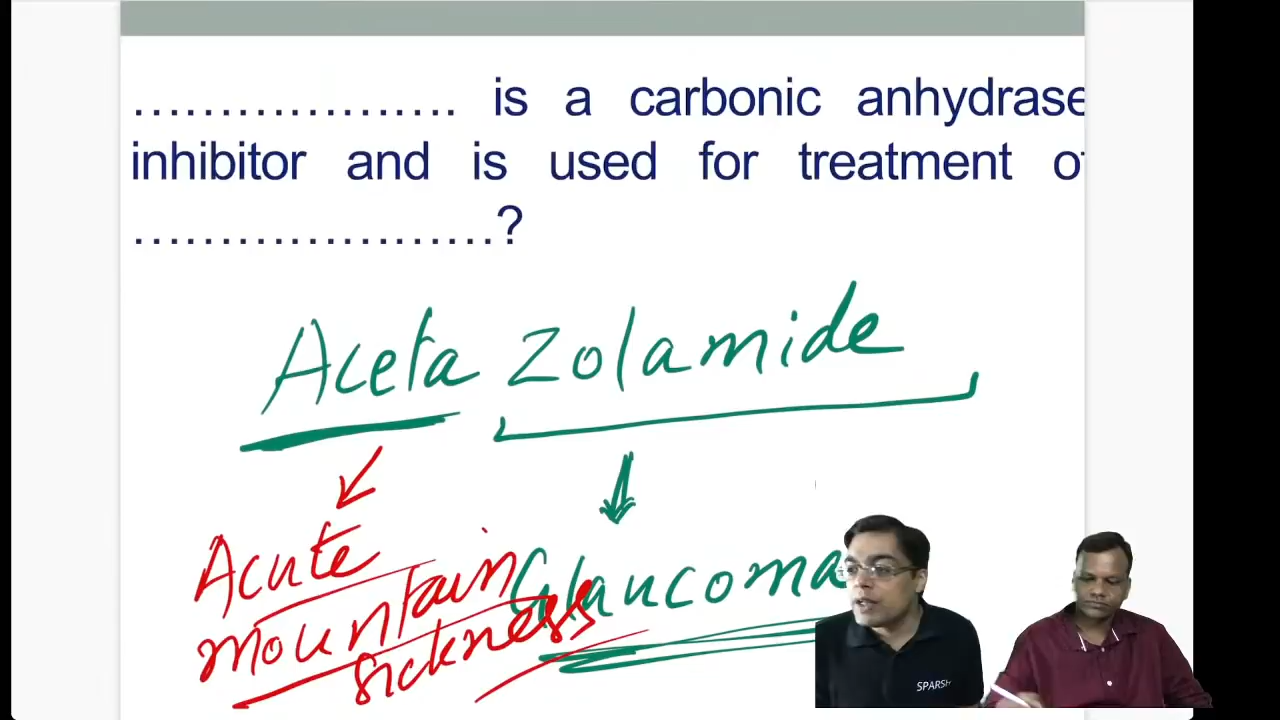 ................... is a carbonic anhydrase
inhibitor and is used for treatment of
.....................?
Aceta Zolamide
Acute
mountain
sickness
Glaucoma
SPARSH